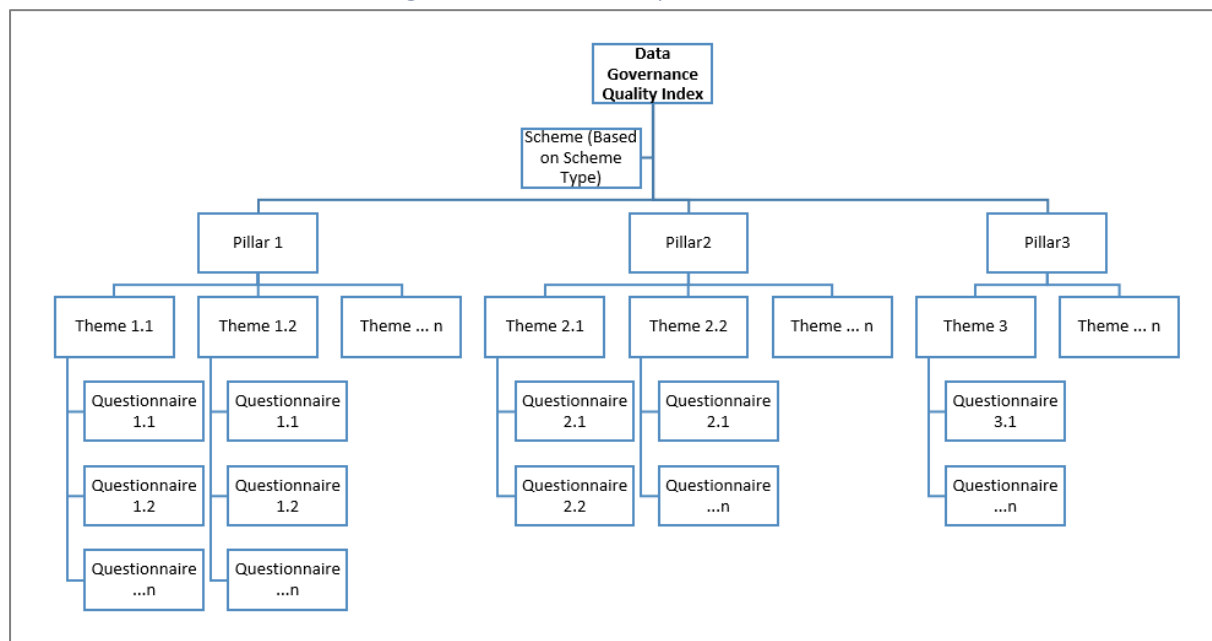 Data
Governance
Quality Index
Scheme (Based
on Scheme
Type)
Pillar 1
Pillar2
Pillar3
Theme 1.1
Theme 1.2
Theme ... n
Theme 2.1
Theme 2.2
Theme ... n
Theme 3
Theme ... n
Questionnaire
1.1
Questionnaire
1.1
Questionnaire
2.1
Questionnaire
2.1
Questionnaire
3.1
Questionnaire
1.2
Questionnaire
1.2
Questionnaire
2.2
Questionnaire
...n
Questionnaire
...n
Questionnaire
...n
Questionnaire
...n